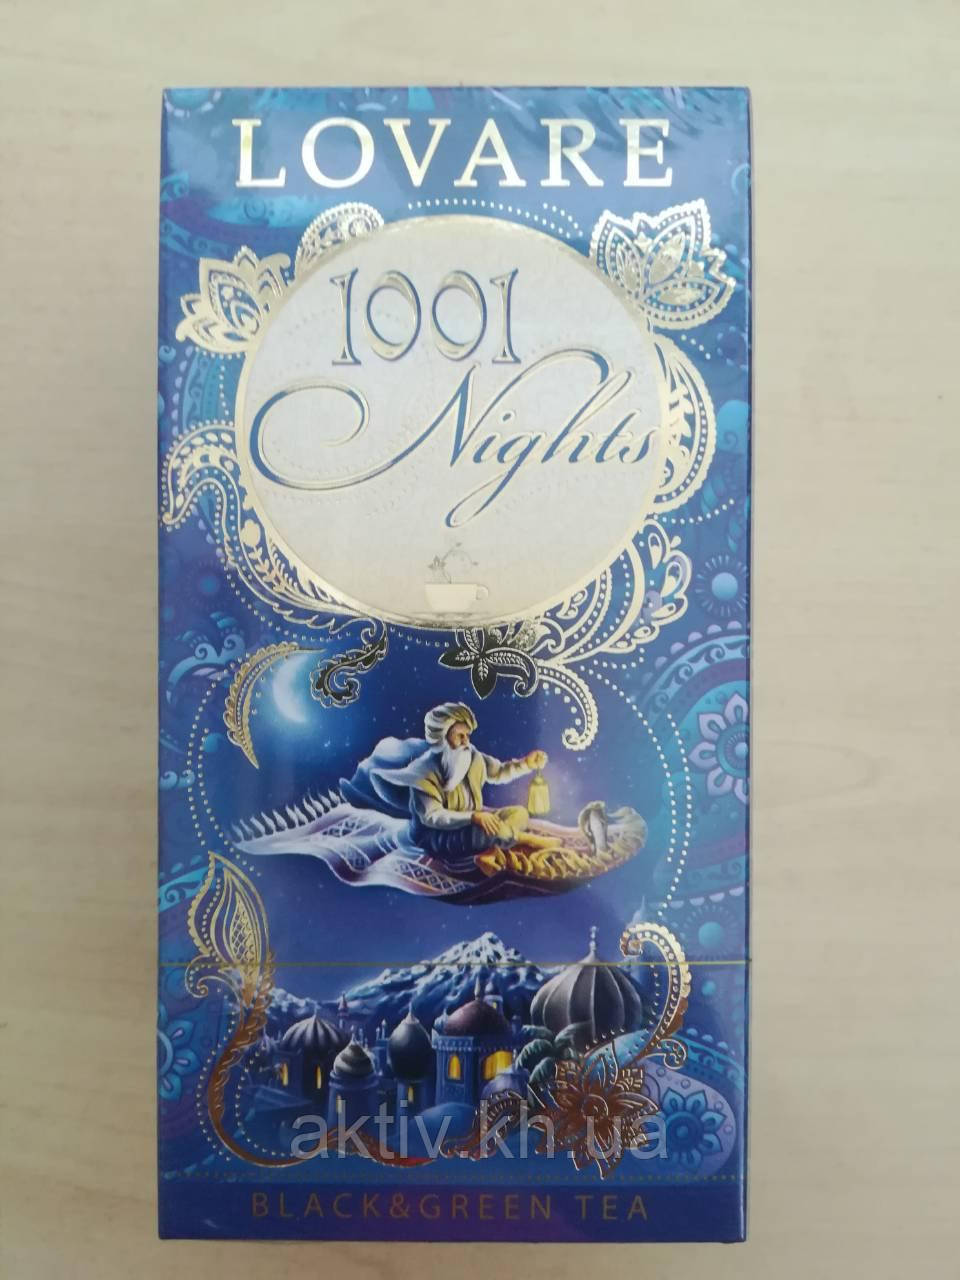 LOVARE
1001
Nights
aktiv.kh.ua
BLACK&GREEN TEA